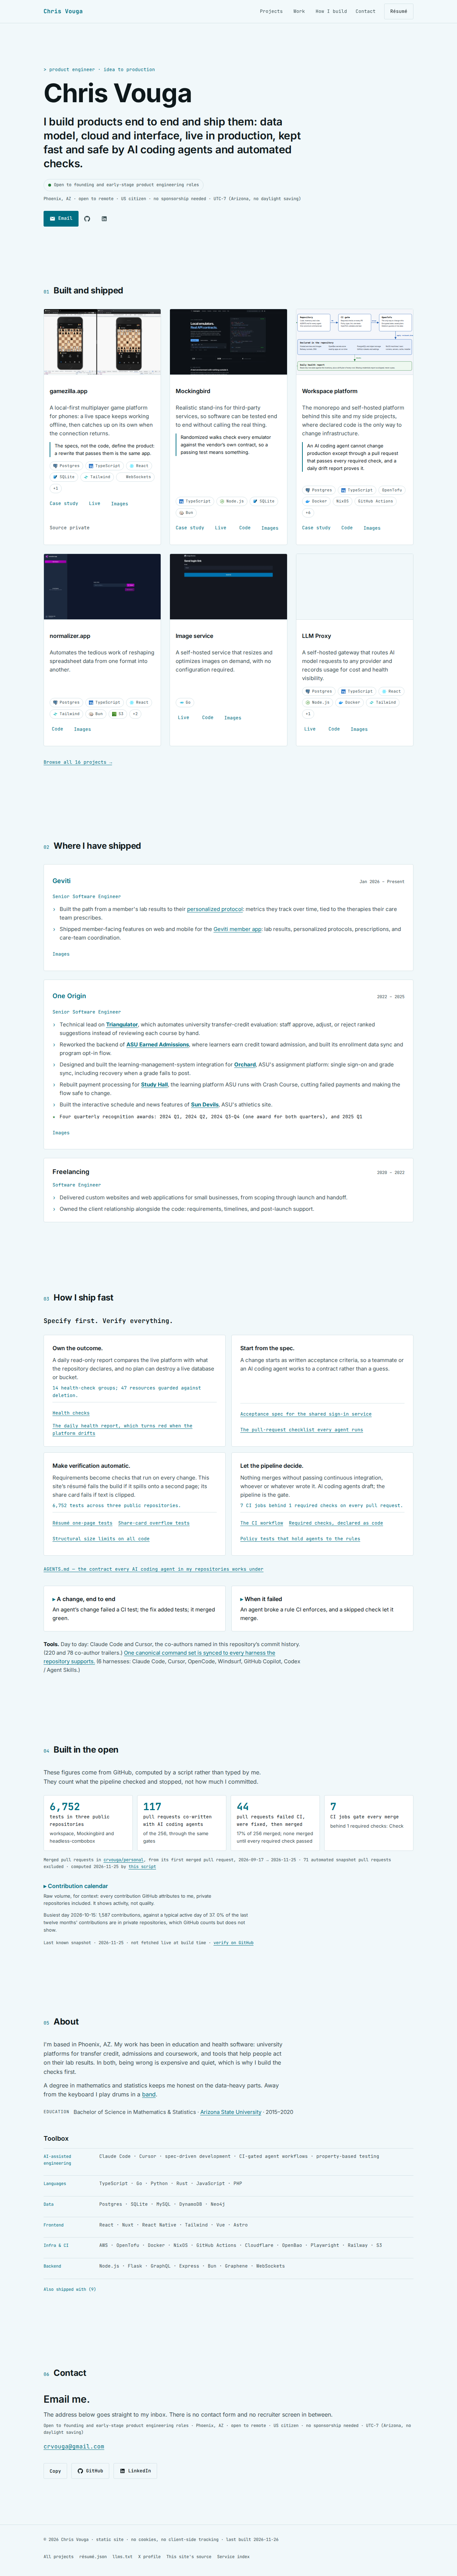 Chris Vouga
Projects Work How I build Contact Résumé
> product engineer · idea to production
Chris Vouga
I build products end to end and ship them: data
model, cloud and interface, live in production, kept
fast and safe by AI coding agents and automated
checks.
Open to founding and early-stage product engineering roles
Phoenix, AZ · open to remote · US citizen · no sponsorship needed · UTC-7 (Arizona, no daylight saving)
Email
01 Built and shipped
gamezilla.app
A local-first multiplayer game platform
for phones: a live space keeps working
offline, then catches up on its own when
the connection returns.
The specs, not the code, define the product:
a rewrite that passes them is the same app.
Postgres TypeScript React
SQLite Tailwind WebSockets
+1
Case study Live Images
Source private
Mockingbird
Realistic stand-ins for third-party
services, so software can be tested end
to end without calling the real thing.
Randomized walks check every emulator
against the vendor's own contract, so a
passing test means something.
TypeScript Node.js SQLite
Bun
Case study Live Code Images
Workspace platform
The monorepo and self-hosted platform
behind this site and my side projects,
where declared code is the only way to
change infrastructure.
An AI coding agent cannot change
production except through a pull request
that passes every required check, and a
daily drift report proves it.
Postgres TypeScript OpenTofu
Docker NixOS GitHub Actions
+4
Case study Code Images
normalizer.app
Automates the tedious work of reshaping
spreadsheet data from one format into
another.
Postgres TypeScript React
Tailwind Bun S3 +2
Code Images
Image service
A self-hosted service that resizes and
optimizes images on demand, with no
configuration required.
Go
Live Code Images
LLM Proxy
A self-hosted gateway that routes AI
model requests to any provider and
records usage for cost and health
visibility.
Postgres TypeScript React
Node.js Docker Tailwind
+1
Live Code Images
Browse all 16 projects →
02 Where I have shipped
Geviti
Jan 2026 – Present
Senior Software Engineer
Built the path from a member's lab results to their personalized protocol: metrics they track over time, tied to the therapies their care
team prescribes.
Shipped member-facing features on web and mobile for the Geviti member app: lab results, personalized protocols, prescriptions, and
care-team coordination.
Images
One Origin
2022 – 2025
Senior Software Engineer
Technical lead on Triangulator, which automates university transfer-credit evaluation: staff approve, adjust, or reject ranked
suggestions instead of reviewing each course by hand.
Reworked the backend of ASU Earned Admissions, where learners earn credit toward admission, and built its enrollment data sync and
program opt-in flow.
Designed and built the learning-management-system integration for Orchard, ASU's assignment platform: single sign-on and grade
sync, including recovery when a grade fails to post.
Rebuilt payment processing for Study Hall, the learning platform ASU runs with Crash Course, cutting failed payments and making the
flow safe to change.
Built the interactive schedule and news features of Sun Devils, ASU's athletics site.
Four quarterly recognition awards: 2024 Q1, 2024 Q2, 2024 Q3–Q4 (one award for both quarters), and 2025 Q1
Images
Freelancing
2020 – 2022
Software Engineer
Delivered custom websites and web applications for small businesses, from scoping through launch and handoff.
Owned the client relationship alongside the code: requirements, timelines, and post-launch support.
03 How I ship fast
Specify first. Verify everything.
Own the outcome.
A daily read-only report compares the live platform with what
the repository declares, and no plan can destroy a live database
or bucket.
14 health-check groups; 47 resources guarded against
deletion.
Health checks
The daily health report, which turns red when the
platform drifts
Start from the spec.
A change starts as written acceptance criteria, so a teammate or
an AI coding agent works to a contract rather than a guess.
Acceptance spec for the shared sign-in service
The pull-request checklist every agent runs
Make verification automatic.
Requirements become checks that run on every change. This
site's résumé fails the build if it spills onto a second page; its
share card fails if text is clipped.
6,752 tests across three public repositories.
Résumé one-page tests Share-card overflow tests
Structural size limits on all code
Let the pipeline decide.
Nothing merges without passing continuous integration,
whoever or whatever wrote it. AI coding agents draft; the
pipeline is the gate.
7 CI jobs behind 1 required checks on every pull request.
The CI workflow Required checks, declared as code
Policy tests that hold agents to the rules
AGENTS.md — the contract every AI coding agent in my repositories works under
▸ A change, end to end
An agent's change failed a CI test; the fix added tests; it merged
green.
▸ When it failed
An agent broke a rule CI enforces, and a skipped check let it
merge.
Tools. Day to day: Claude Code and Cursor, the co-authors named in this repository's commit history.
(220 and 78 co-author trailers.) One canonical command set is synced to every harness the
repository supports. (6 harnesses: Claude Code, Cursor, OpenCode, Windsurf, GitHub Copilot, Codex
/ Agent Skills.)
04 Built in the open
These figures come from GitHub, computed by a script rather than typed by me.
They count what the pipeline checked and stopped, not how much I committed.
6,752
tests in three public
repositories
workspace, Mockingbird and
headless-combobox
117
pull requests co-written
with AI coding agents
of the 258, through the same
gates
44
pull requests failed CI,
were fixed, then merged
17% of 258 merged; none merged
until every required check passed
7
CI jobs gate every merge
behind 1 required checks: Check
Merged pull requests in crvouga/personal, from its first merged pull request, 2026-09-17 – 2026-11-25 · 71 automated snapshot pull requests
excluded · computed 2026-11-25 by this script
▸ Contribution calendar
Raw volume, for context: every contribution GitHub attributes to me, private
repositories included. It shows activity, not quality.
Busiest day 2026-10-15: 1,587 contributions, against a typical active day of 37. 0% of the last
twelve months' contributions are in private repositories, which GitHub counts but does not
show.
Last known snapshot · 2026-11-25 · not fetched live at build time · verify on GitHub
05 About
I'm based in Phoenix, AZ. My work has been in education and health software: university
platforms for transfer credit, admissions and coursework, and tools that help people act
on their lab results. In both, being wrong is expensive and quiet, which is why I build the
checks first.
A degree in mathematics and statistics keeps me honest on the data-heavy parts. Away
from the keyboard I play drums in a band.
EDUCATION Bachelor of Science in Mathematics & Statistics · Arizona State University · 2015–2020
Toolbox
AI-assisted
engineering
Claude Code · Cursor · spec-driven development · CI-gated agent workflows · property-based testing
Languages TypeScript · Go · Python · Rust · JavaScript · PHP
Data Postgres · SQLite · MySQL · DynamoDB · Neo4j
Frontend React · Nuxt · React Native · Tailwind · Vue · Astro
Infra & CI AWS · OpenTofu · Docker · NixOS · GitHub Actions · Cloudflare · OpenBao · Playwright · Railway · S3
Backend Node.js · Flask · GraphQL · Express · Bun · Graphene · WebSockets
Also shipped with (9)
06 Contact
Email me.
The address below goes straight to my inbox. There is no contact form and no recruiter screen in between.
Open to founding and early-stage product engineering roles · Phoenix, AZ · open to remote · US citizen · no sponsorship needed · UTC-7 (Arizona, no
daylight saving)
crvouga@gmail.com
Copy GitHub LinkedIn
© 2026 Chris Vouga · static site · no cookies, no client-side tracking · last built 2026-11-26
All projects résumé.json llms.txt X profile This site's source Service index